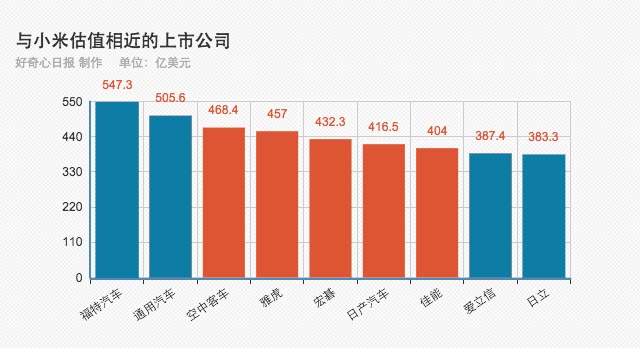 与小米估值相近的上市公司
好奇心日报 制作 单位：亿美元
547.3
505.6
468.4
457
432.3
416.5
404
387.4
383.3
550
440
330
220
110
0
福特汽车
通用汽车
空中客车
雅虎
宏碁
日产汽车
佳能
爱立信
日立